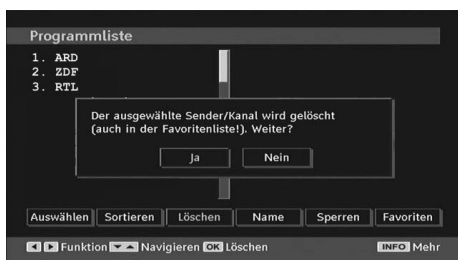 Programmliste
1. ARD
2. ZDF
3. RTL
Der ausgewählte Sender/Kanal wird gelöscht
(auch in der Favoritenliste!). Weiter?
Ja Nein
Auswählen Sortieren Löschen Name Sperren Favoriten
Funktion Navigieren OK Löschen INFO Mehr